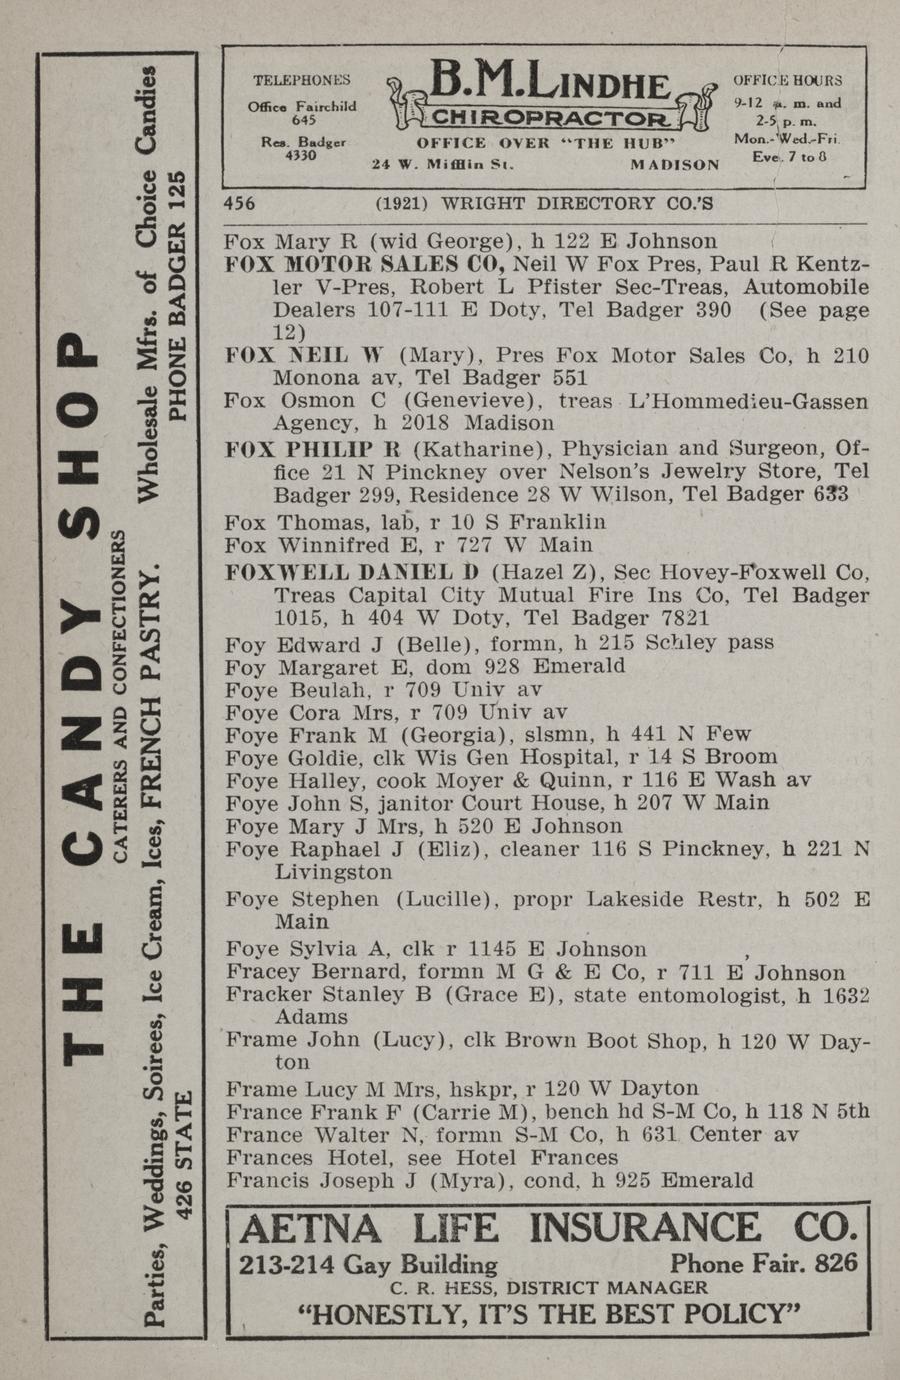 THE CANDY SHOP
CATERERS AND CONFECTIONERS
Parties, Weddings, Soirees, Ice Cream, Ices, FRENCH PASTRY. Wholesale Mfrs. of Choice Candies
426 STATE PHONE BADGER 125
TELEPHONES
Office Fairchild
645
Res. Badger
4330
B.M.LINDHE
CHIROPRACTOR
OFFICE OVER "THE HUB"
24 W. Mifflin St. MADISON
OFFICE HOURS
9-12 a. m. and
2-5 p. m.
Mon.-Wed.-Fri.
Eve. 7 to 8
456 (1921) WRIGHT DIRECTORY CO.'S
Fox Mary R (wid George), h 122 E Johnson
FOX MOTOR SALES CO, Neil W Fox Pres, Paul R Kentz-
ler V-Pres, Robert L Pfister Sec-Treas, Automobile
Dealers 107-111 E Doty, Tel Badger 390 (See page
12)
FOX NEIL W (Mary), Pres Fox Motor Sales Co, h 210
Monona av, Tel Badger 551
Fox Osmon C (Genevieve), treas L'Hommedieu-Gassen
Agency, h 2018 Madison
FOX PHILIP R (Katharine), Physician and Surgeon, Of-
fice 21 N Pinckney over Nelson's Jewelry Store, Tel
Badger 299, Residence 28 W Wilson, Tel Badger 633
Fox Thomas, lab, r 10 S Franklin
Fox Winnifred E, r 727 W Main
FOXWELL DANIEL D (Hazel Z), Sec Hovey-Foxwell Co,
Treas Capital City Mutual Fire Ins Co, Tel Badger
1015, h 404 W Doty, Tel Badger 7821
Foy Edward J (Belle), formn, h 215 Schley pass
Foy Margaret E, dom 928 Emerald
Foye Beulah, r 709 Univ av
Foye Cora Mrs, r 709 Univ av
Foye Frank M (Georgia), slsmn, h 441 N Few
Foye Goldie, clk Wis Gen Hospital, r 14 S Broom
Foye Halley, cook Moyer & Quinn, r 116 E Wash av
Foye John S, janitor Court House, h 207 W Main
Foye Mary J Mrs, h 520 E Johnson
Foye Raphael J (Eliz), cleaner 116 S Pinckney, h 221 N
Livingston
Foye Stephen (Lucille), propr Lakeside Restr, h 502 E
Main
Foye Sylvia A, clk r 1145 E Johnson
Fracey Bernard, formn M G & E Co, r 711 E Johnson
Fracker Stanley B (Grace E), state entomologist, h 1632
Adams
Frame John (Lucy), clk Brown Boot Shop, h 120 W Day-
ton
Frame Lucy M Mrs, hskpr, r 120 W Dayton
France Frank F (Carrie M), bench hd S-M Co, h 118 N 5th
France Walter N, formn S-M Co, h 631 Center av
Frances Hotel, see Hotel Frances
Francis Joseph J (Myra), cond, h 925 Emerald
AETNA LIFE INSURANCE CO.
213-214 Gay Building Phone Fair. 826
C. R. HESS, DISTRICT MANAGER
"HONESTLY, IT'S THE BEST POLICY"